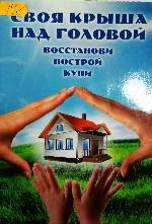 СВОЯ КРЫША
НАД ГОЛОВОЙ
ВОССТАНОВИ
ПОСТРОЙ
КУПИ